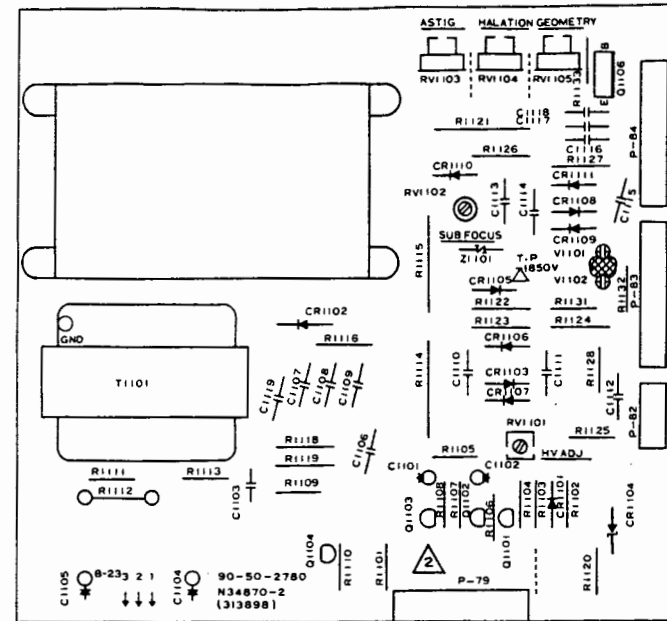 ASTIG HALATION GEOMETRY
RV1103 RV1104 RV1105
R1133
B
E
Q1106
C1118
C1117
R1121
C1116
P-84
R1126
R1127
CR1110
CR1111
RV1102
C1113
C1114
CR1108
C1115
SUB FOCUS
CR1109
Z1101
V1101
R1115
T.P
-1850V
V1102
R1132
P-83
CR1105
R1122
R1131
CR1102
R1123
R1124
GND
R1116
CR1106
T1101
R1114
C1110
C1111
R1128
C1119
C1107
C1108
C1109
CR1103
CR1107
C1112
P-82
RV1101
R1125
R1118
C1106
R1119
R1105
HV ADJ
R1111
R1113
C1101
C1102
R1112
C1103
R1109
Q1103
R1108
R1107
Q1102
R1106
Q1101
R1104
R1103
CR1101
R1102
CR1104
Q1104
R1110
R1101
2
R1120
C1105
B-23
3 2 1
C1104
90-50-2780
N34870-2
(313898)
P-79